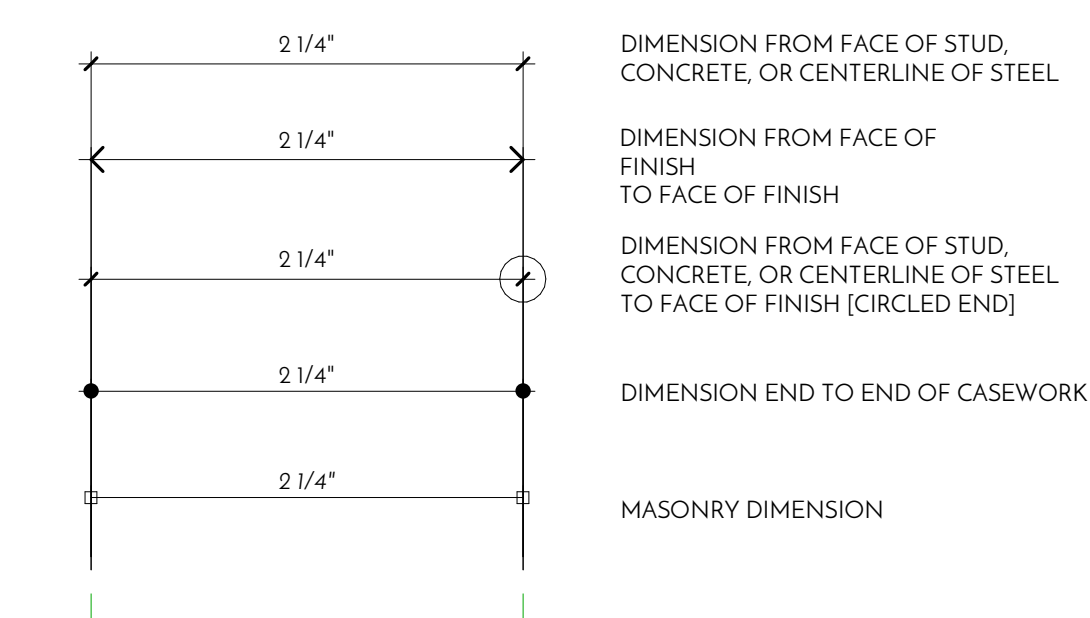 2 1/4"
DIMENSION FROM FACE OF STUD,
CONCRETE, OR CENTERLINE OF STEEL
2 1/4"
DIMENSION FROM FACE OF
FINISH
TO FACE OF FINISH
2 1/4"
DIMENSION FROM FACE OF STUD,
CONCRETE, OR CENTERLINE OF STEEL
TO FACE OF FINISH [CIRCLED END]
2 1/4"
DIMENSION END TO END OF CASEWORK
2 1/4"
MASONRY DIMENSION